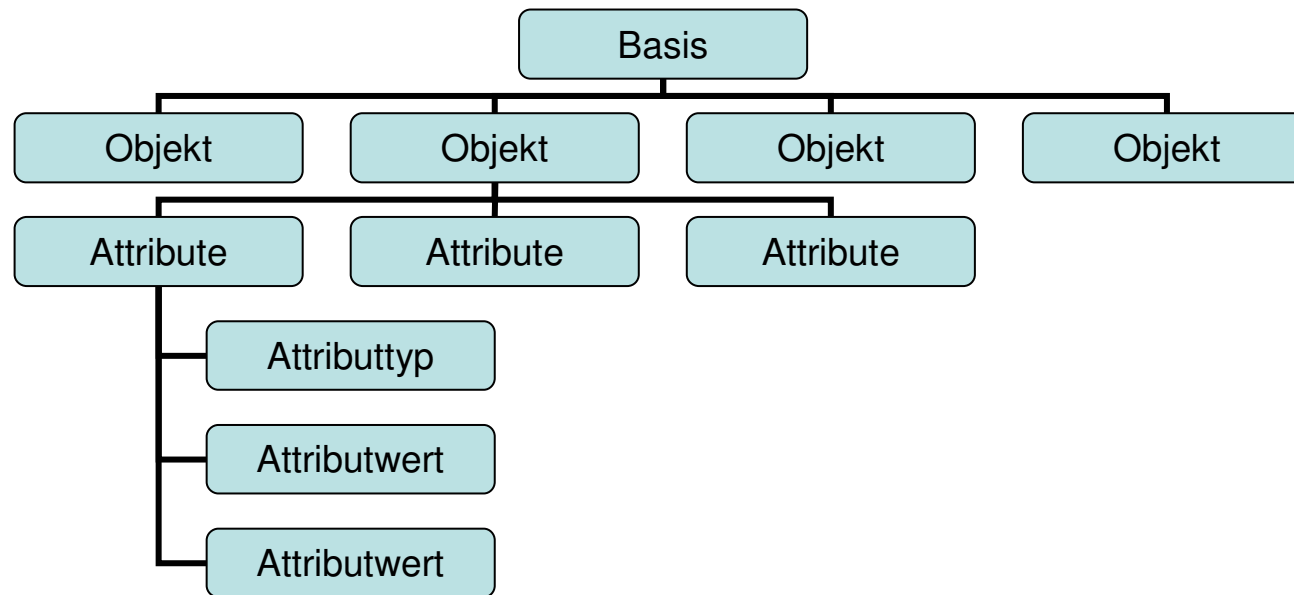 Basis
Objekt Objekt Objekt Objekt
Attribute Attribute Attribute
Attributtyp
Attributwert
Attributwert